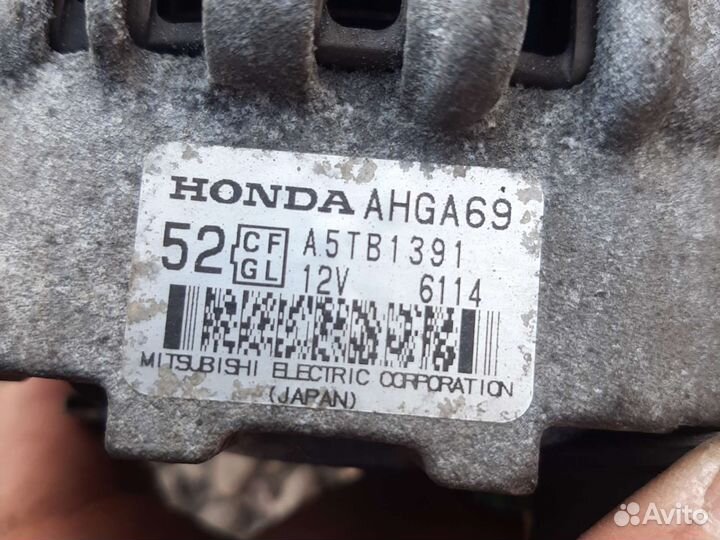 HONDA AHGA69
52 CF GL A5TB1391
12V 6114
MITSUBISHI ELECTRIC CORPORATION
(JAPAN)
Avito